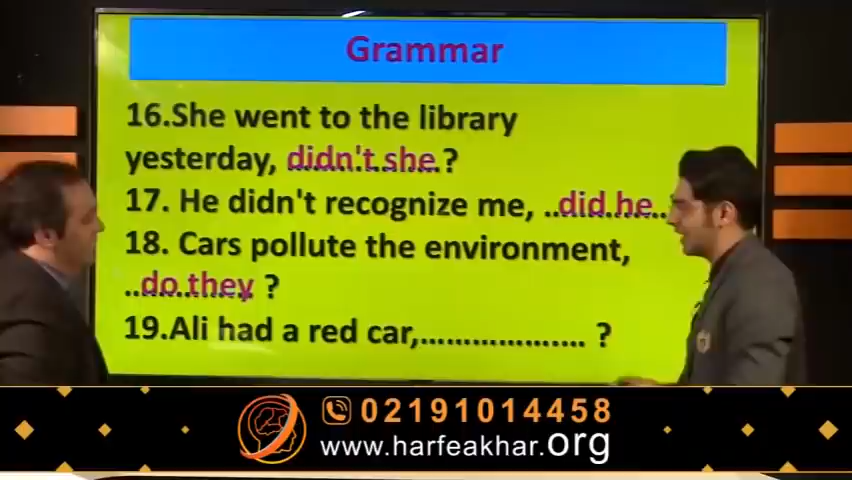 Grammar
16.She went to the library
yesterday, didn't she ?
17. He didn't recognize me, ..did he..
18. Cars pollute the environment,
..do they ?
19.Ali had a red car,.................... ?
02191014458
www.harfeakhar.org